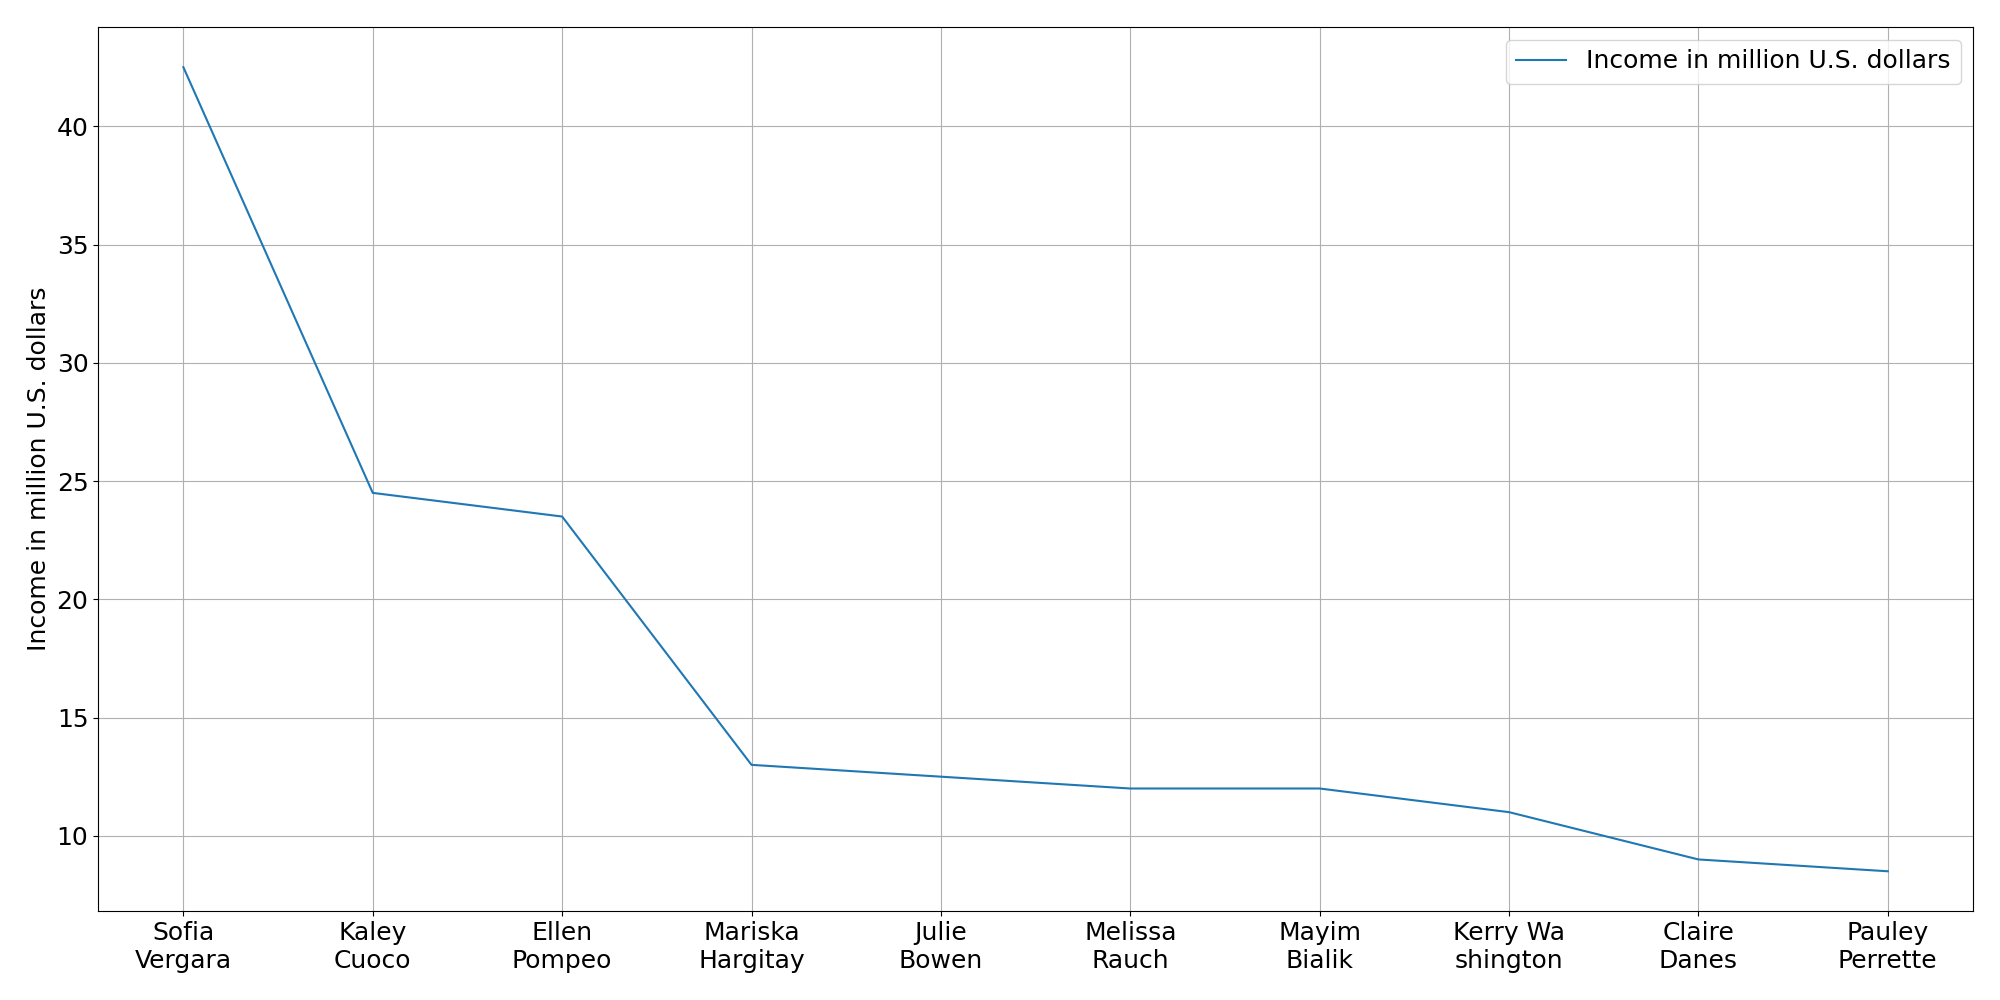 Income in million U.S. dollars
Income in million U.S. dollars
40
35
30
25
20
15
10
Sofia
Vergara
Kaley
Cuoco
Ellen
Pompeo
Mariska
Hargitay
Julie
Bowen
Melissa
Rauch
Mayim
Bialik
Kerry Wa
shington
Claire
Danes
Pauley
Perrette